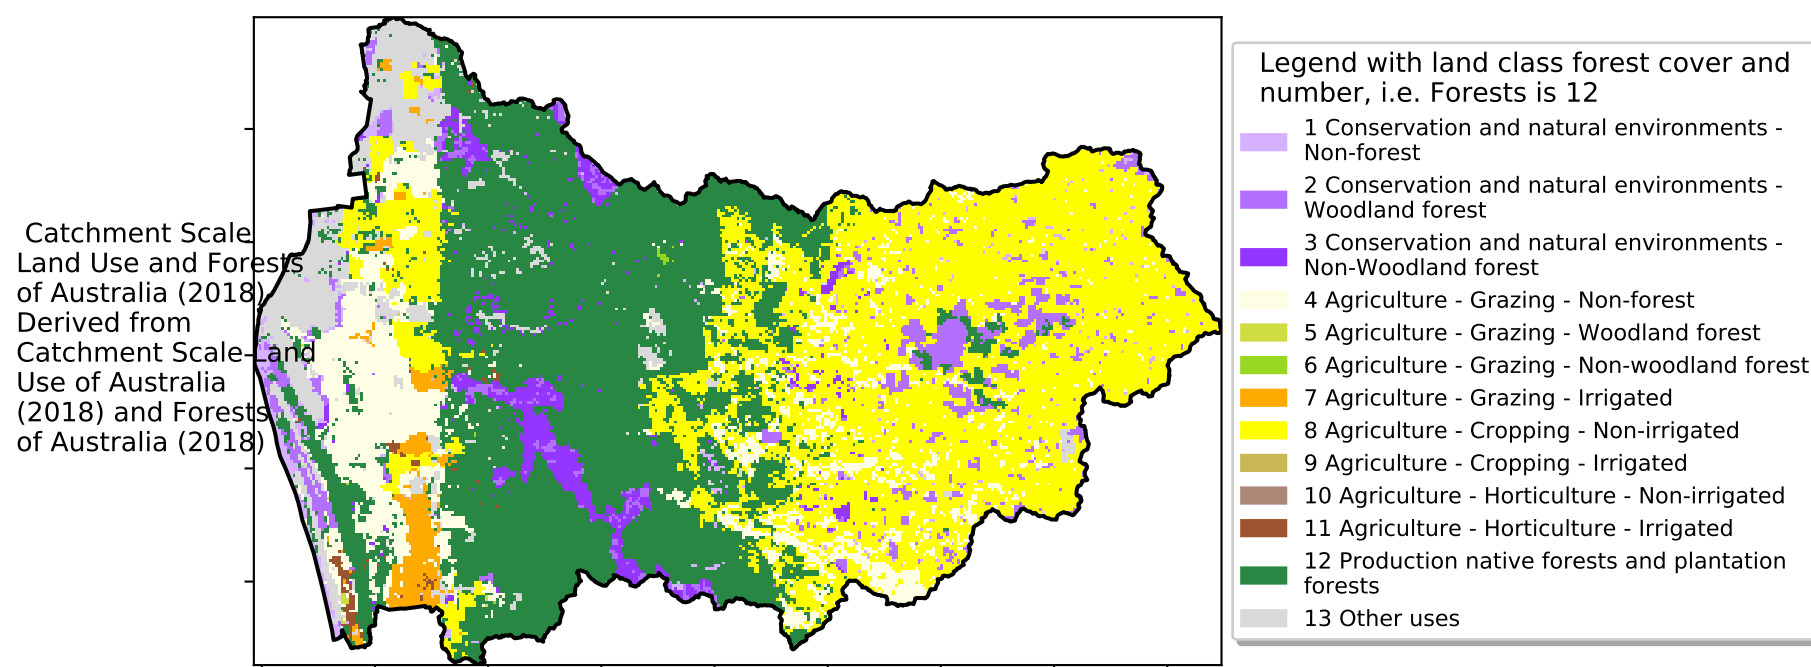 Catchment Scale
Land Use and Forests
of Australia (2018)
Derived from
Catchment Scale Land
Use of Australia
(2018) and Forests
of Australia (2018)
Legend with land class forest cover and
number, i.e. Forests is 12
1 Conservation and natural environments -
Non-forest
2 Conservation and natural environments -
Woodland forest
3 Conservation and natural environments -
Non-Woodland forest
4 Agriculture - Grazing - Non-forest
5 Agriculture - Grazing - Woodland forest
6 Agriculture - Grazing - Non-woodland forest
7 Agriculture - Grazing - Irrigated
8 Agriculture - Cropping - Non-irrigated
9 Agriculture - Cropping - Irrigated
10 Agriculture - Horticulture - Non-irrigated
11 Agriculture - Horticulture - Irrigated
12 Production native forests and plantation
forests
13 Other uses